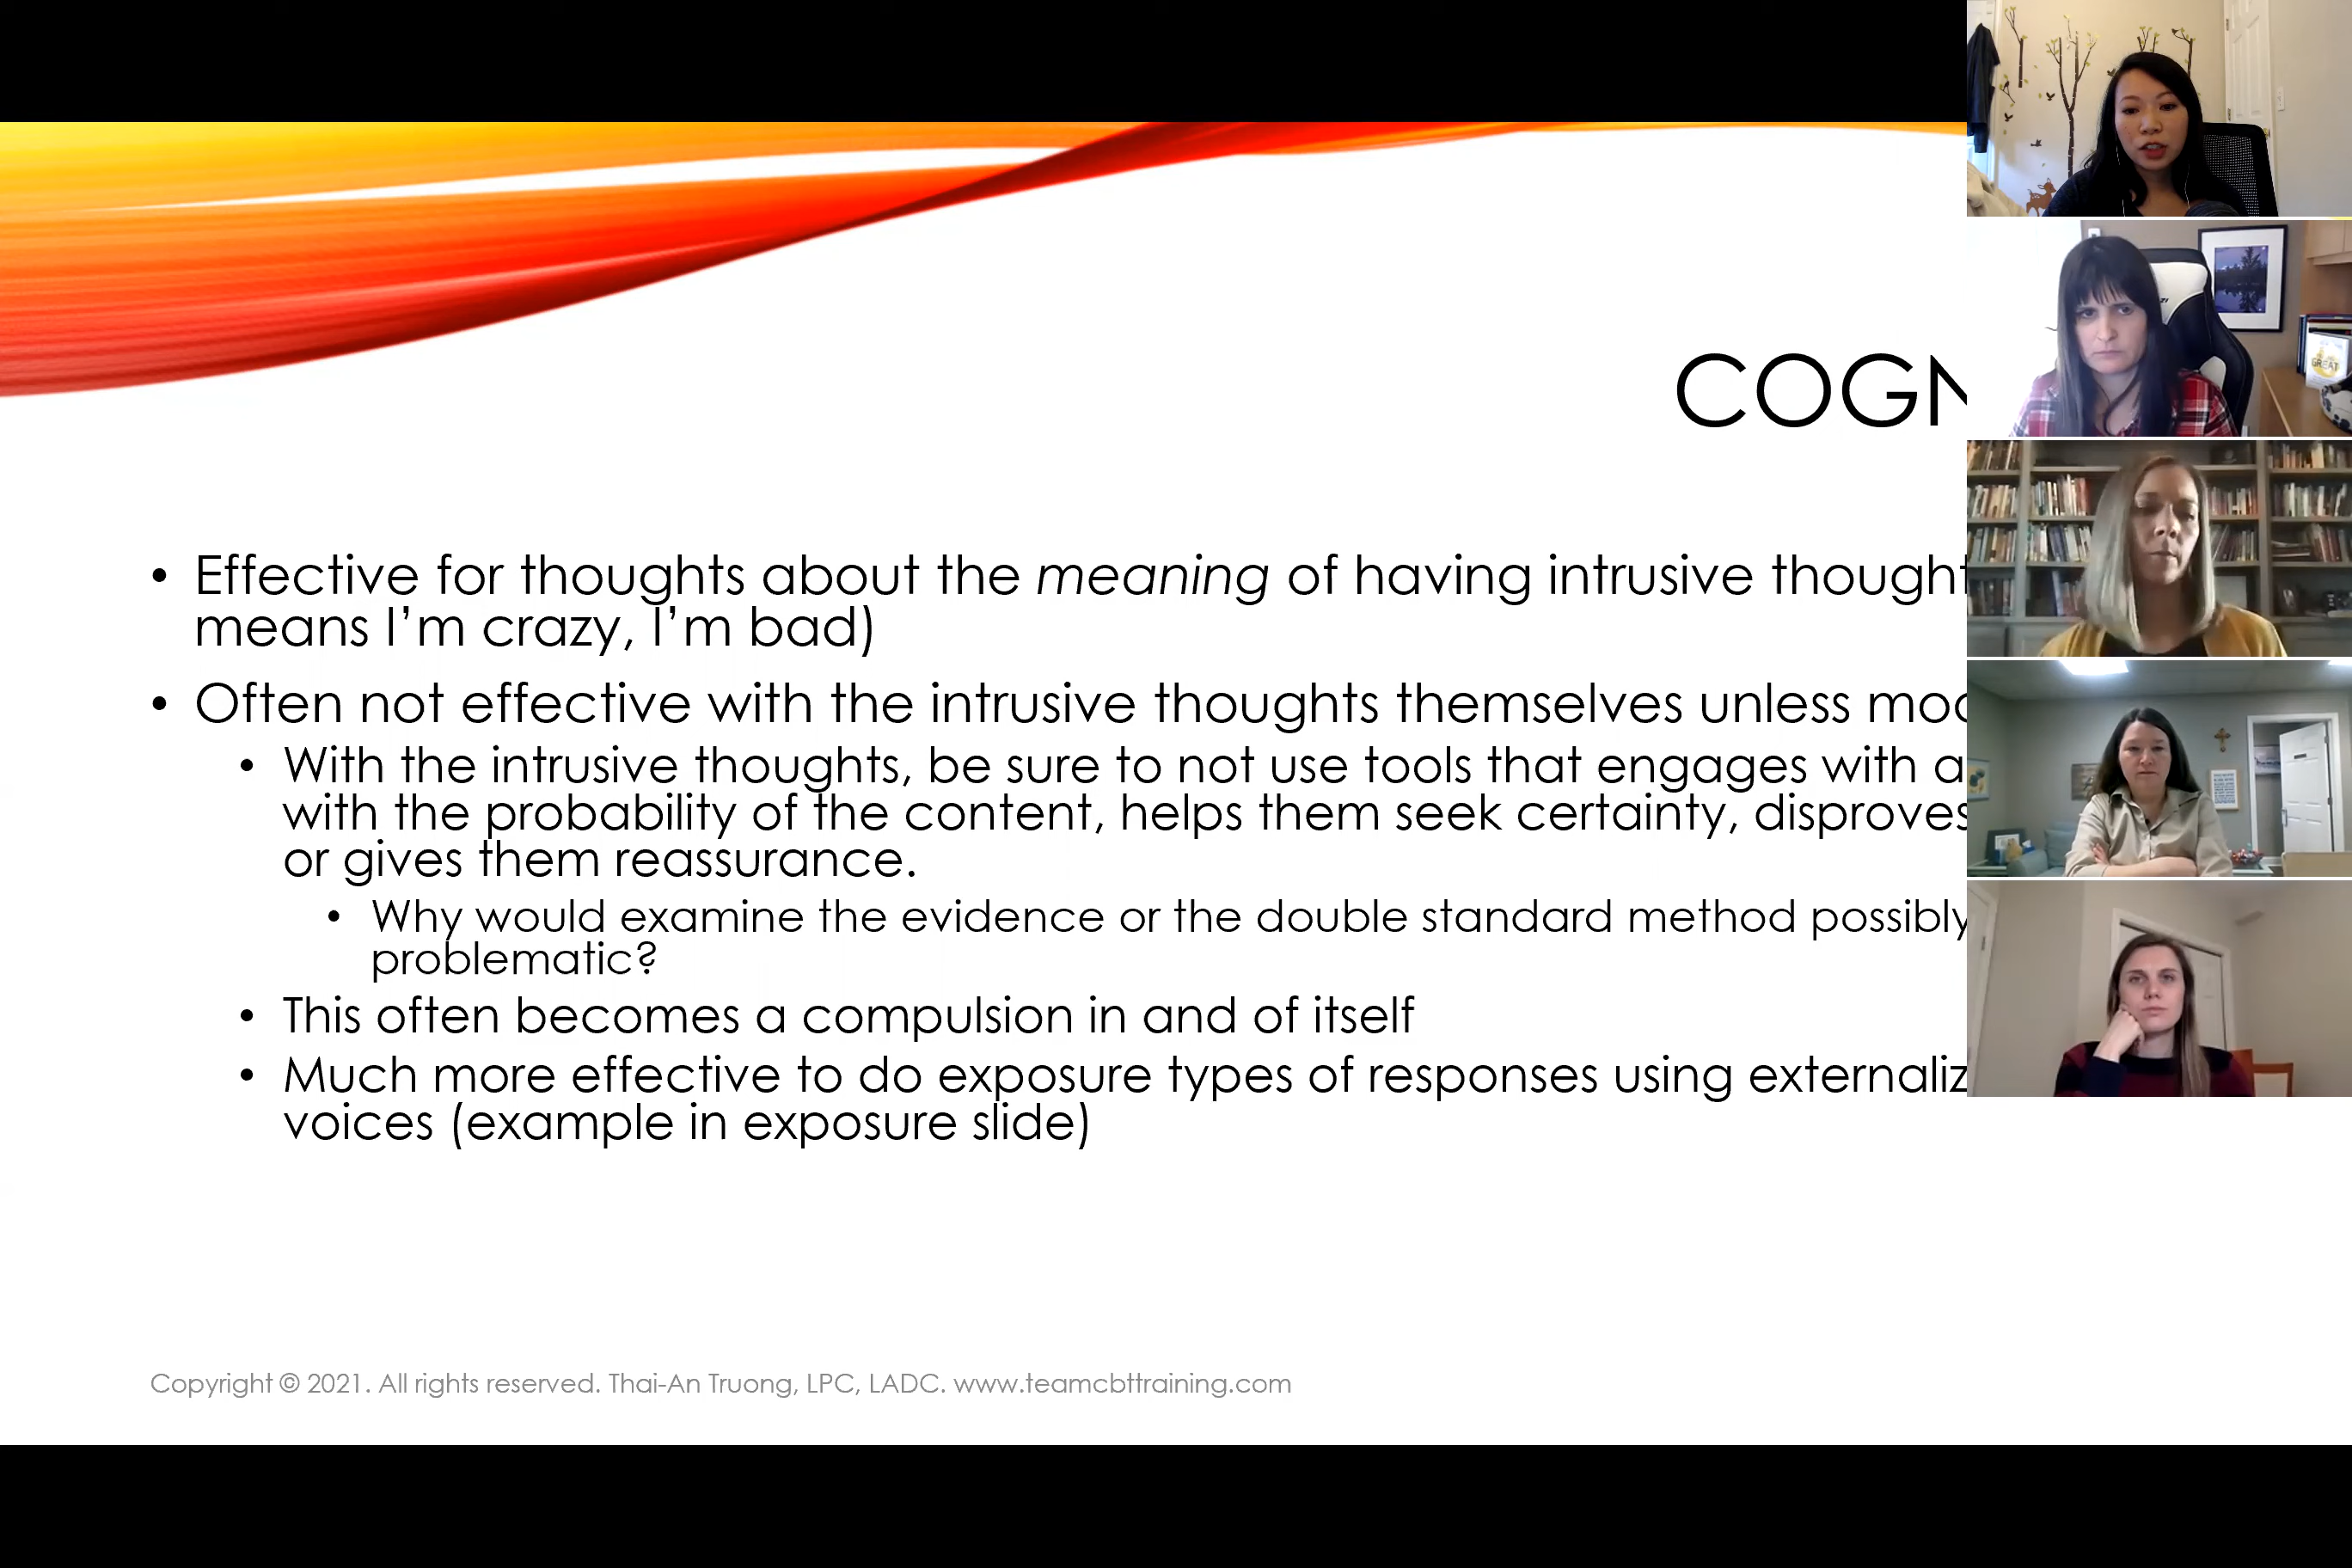 COGN
• Effective for thoughts about the meaning of having intrusive thought
means I'm crazy, I'm bad)
• Often not effective with the intrusive thoughts themselves unless
• With the intrusive thoughts, be sure to not use tools that engages with
with the probability of the content, helps them seek certainty, disproves
or gives them reassurance.
• Why would examine the evidence or the double standard method possibly
problematic?
• This often becomes a compulsion in and of itself
• Much more effective to do exposure types of responses using externaliz
voices (example in exposure slide)
Copyright © 2021. All rights reserved. Thai-An Truong, LPC, LADC. www.teamcbttraining.com
GREAT